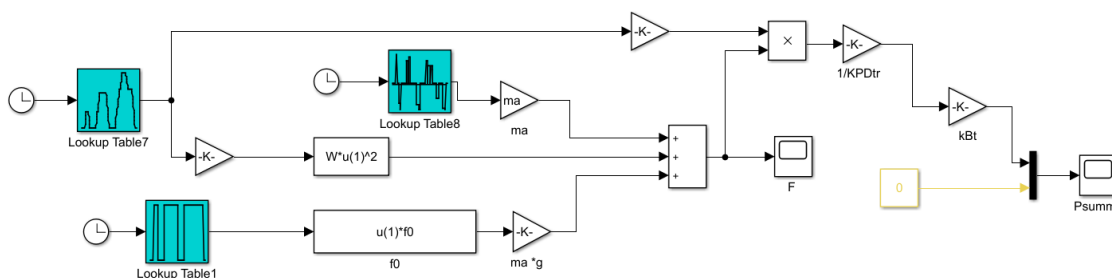 -K-
×
-K-
1/KPDtr
Lookup Table7
Lookup Table8
ma
ma
-K-
kBt
-K-
W*u(1)^2
+
+
+
F
0
Psumm
Lookup Table1
u(1)*f0
f0
-K-
ma *g